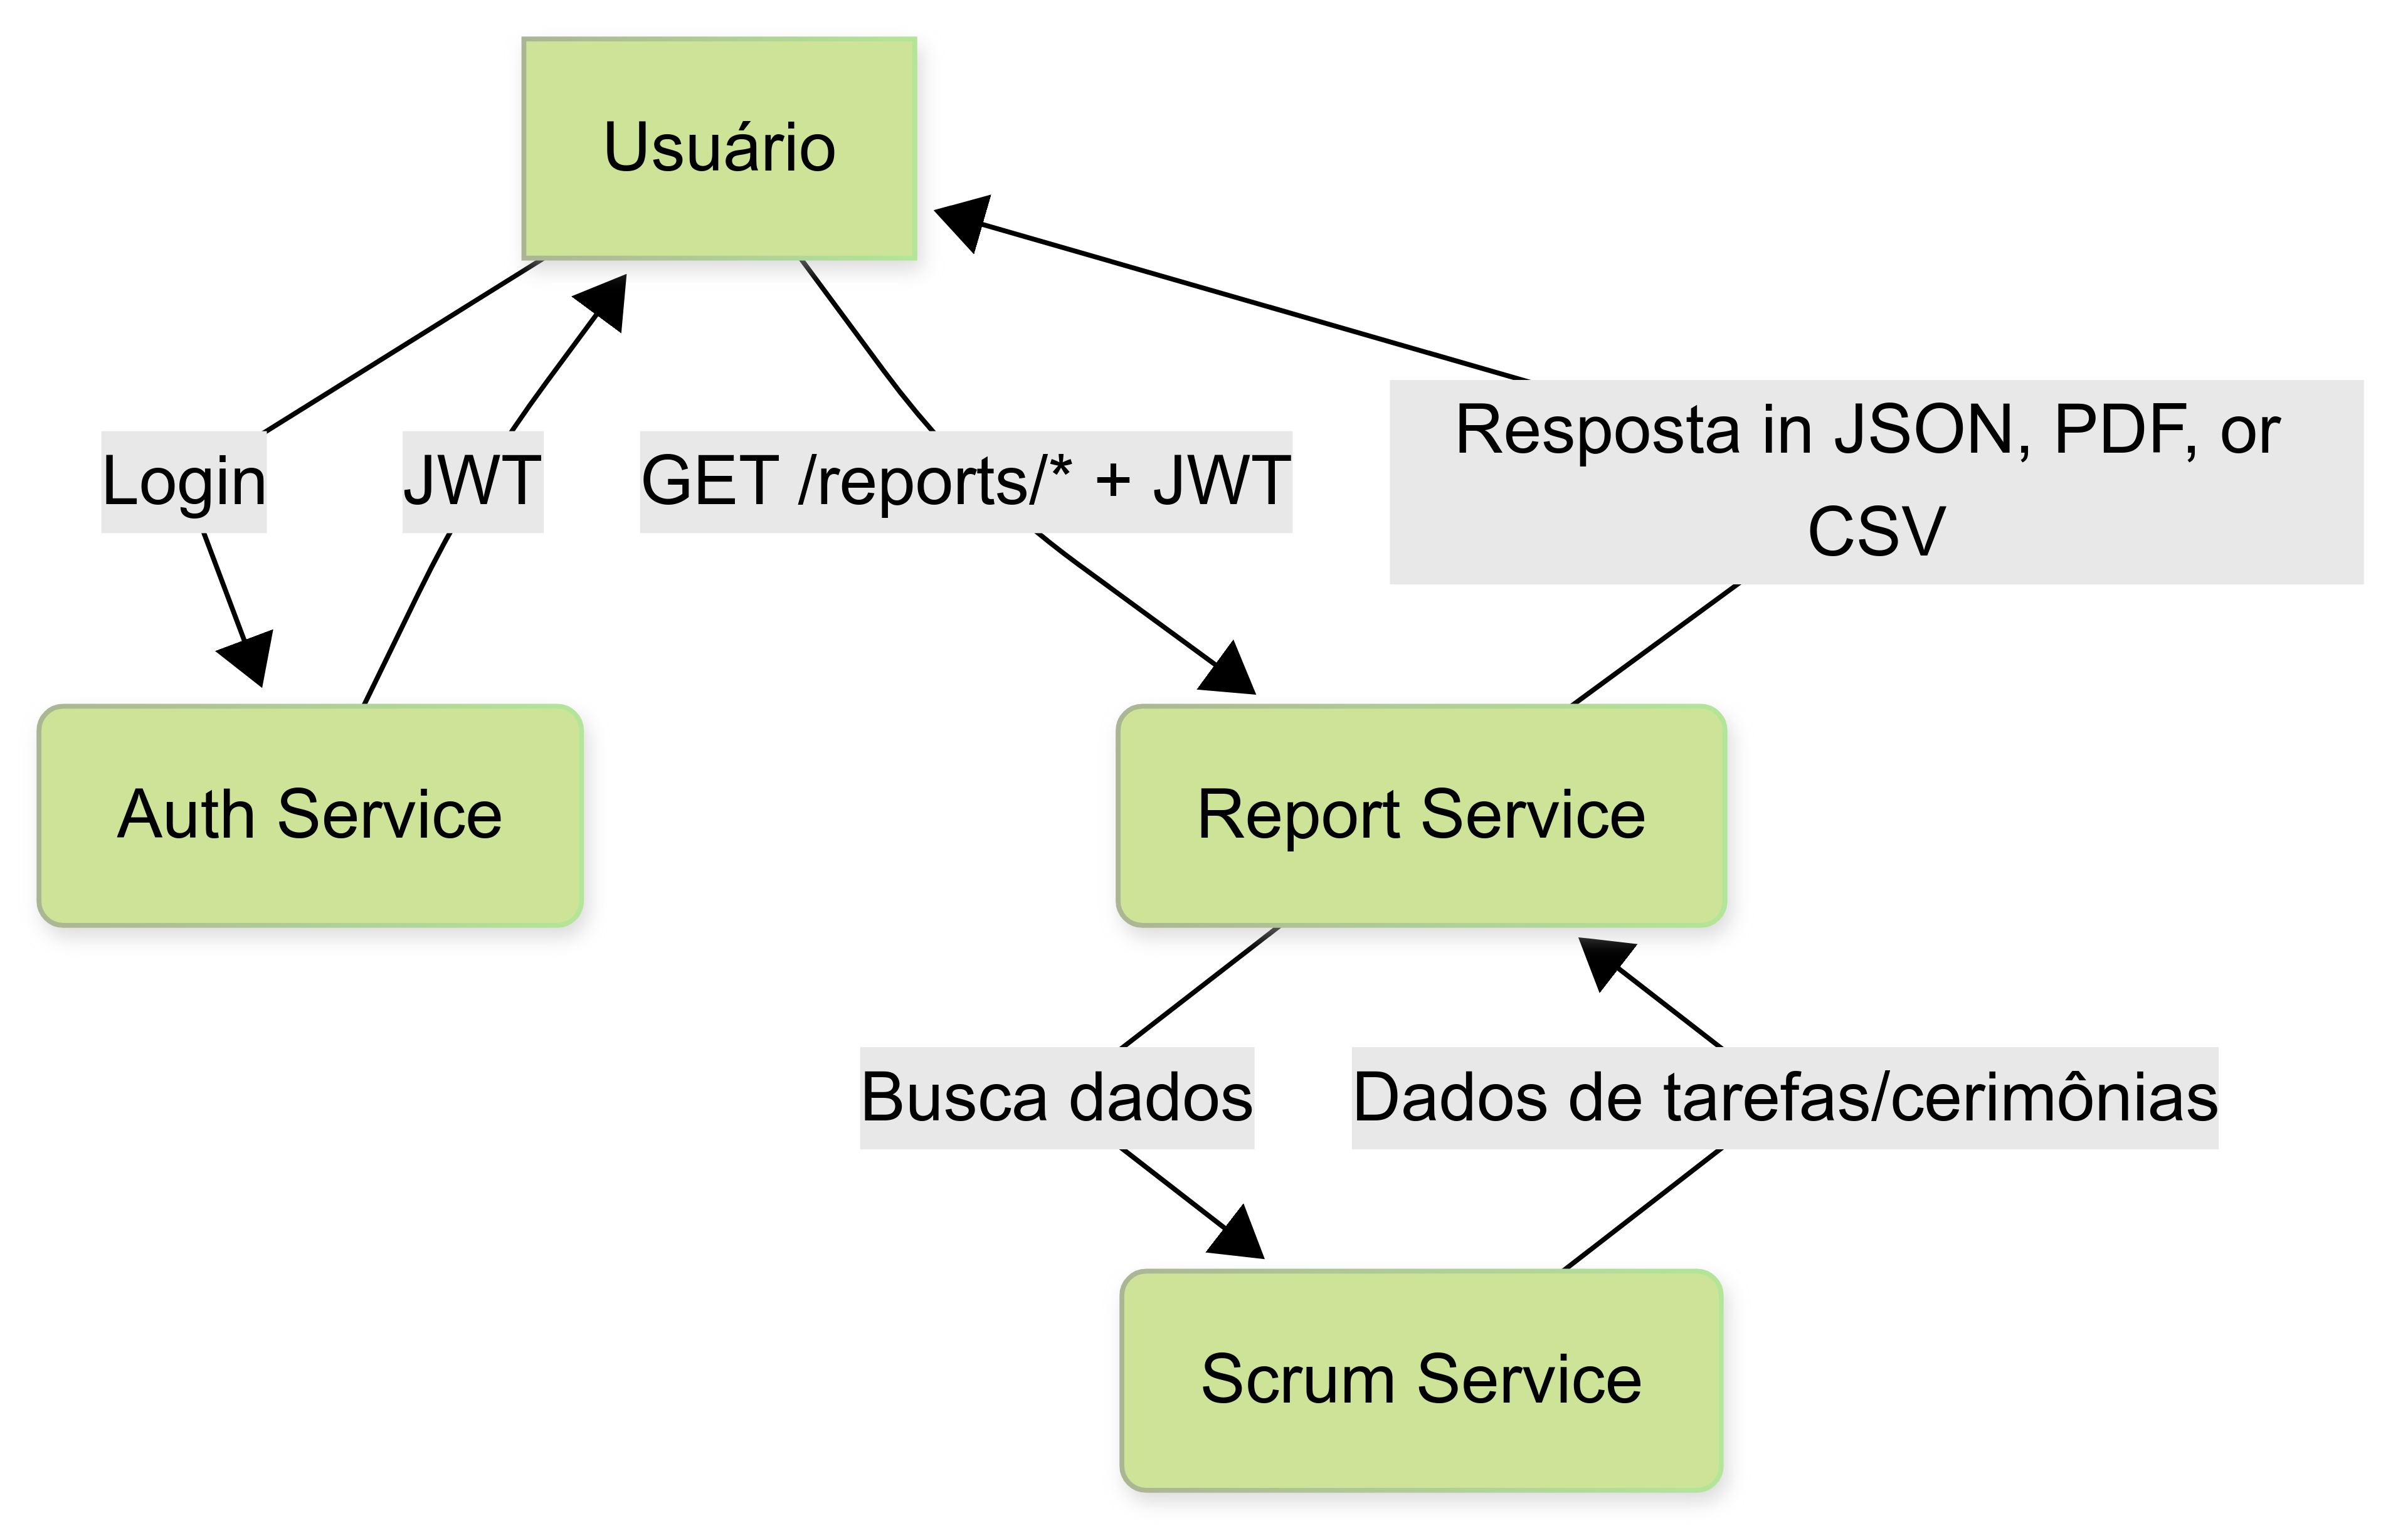 Usuário
Login
JWT
GET /reports/* + JWT
Resposta in JSON, PDF, or
CSV
Auth Service
Report Service
Busca dados
Dados de tarefas/cerimônias
Scrum Service